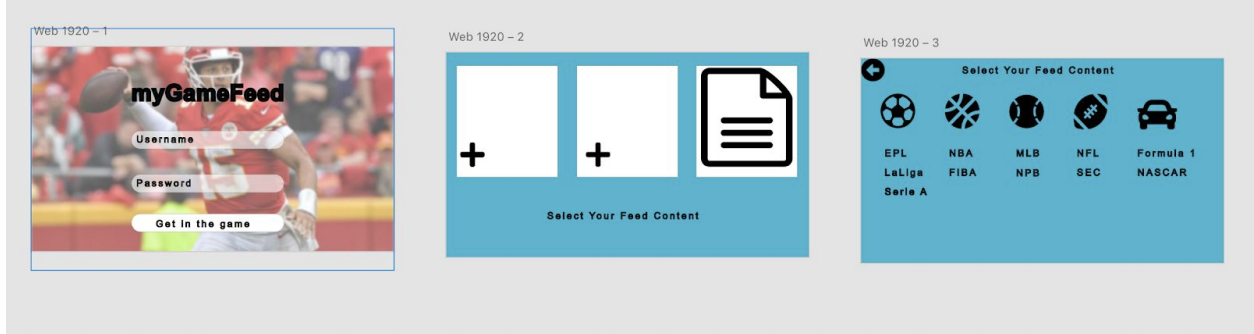 Web 1920 – 1
myGameFeed
Username
Password
Get in the game
15
Web 1920 – 2
+
+
Select Your Feed Content
Web 1920 – 3
Select Your Feed Content
EPL NBA MLB NFL Formula 1
LaLiga FIBA NPB SEC NASCAR
Serie A